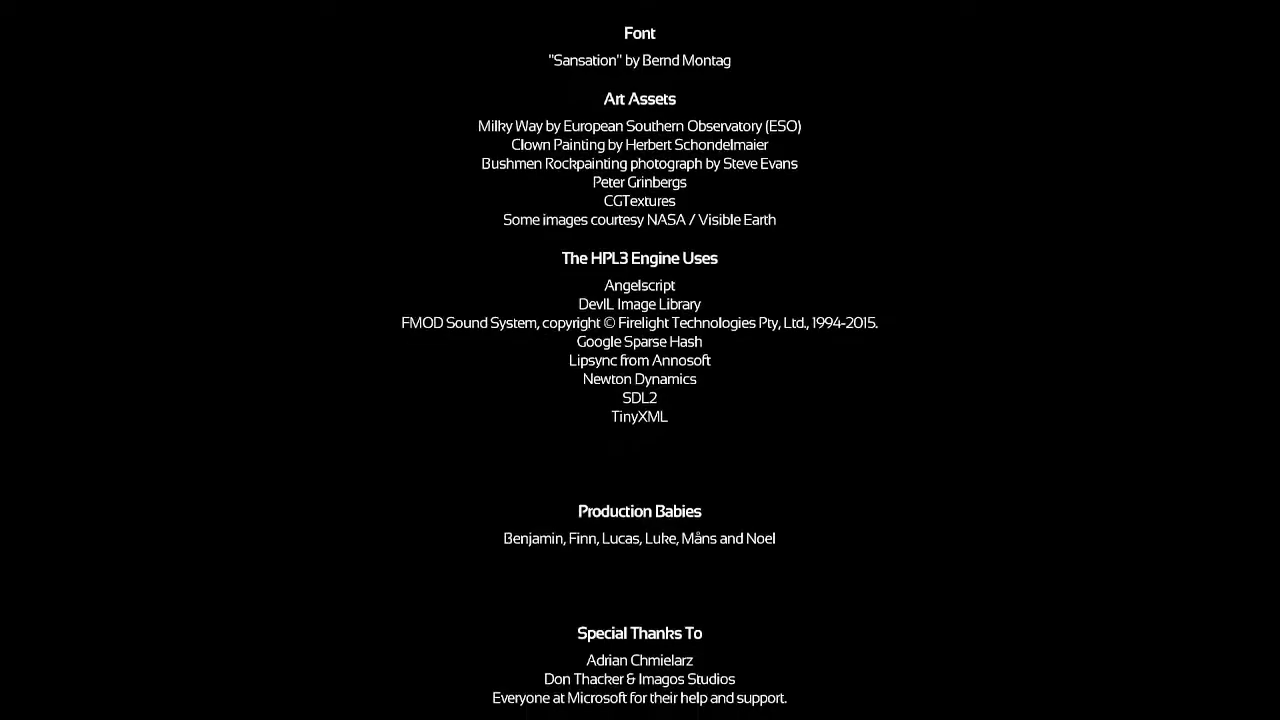 Font
"Sansation" by Bernd Montag
Art Assets
Milky Way by European Southern Observatory (ESO)
Clown Painting by Herbert Schondelmaier
Bushmen Rockpainting photograph by Steve Evans
Peter Grinbergs
CGTextures
Some images courtesy NASA / Visible Earth
The HPL3 Engine Uses
Angelscript
DevIL Image Library
FMOD Sound System, copyright © Firelight Technologies Pty, Ltd., 1994-2015.
Google Sparse Hash
Lipsync from Annosoft
Newton Dynamics
SDL2
TinyXML
Production Babies
Benjamin, Finn, Lucas, Luke, Måns and Noel
Special Thanks To
Adrian Chmielarz
Don Thacker & Imagos Studios
Everyone at Microsoft for their help and support.